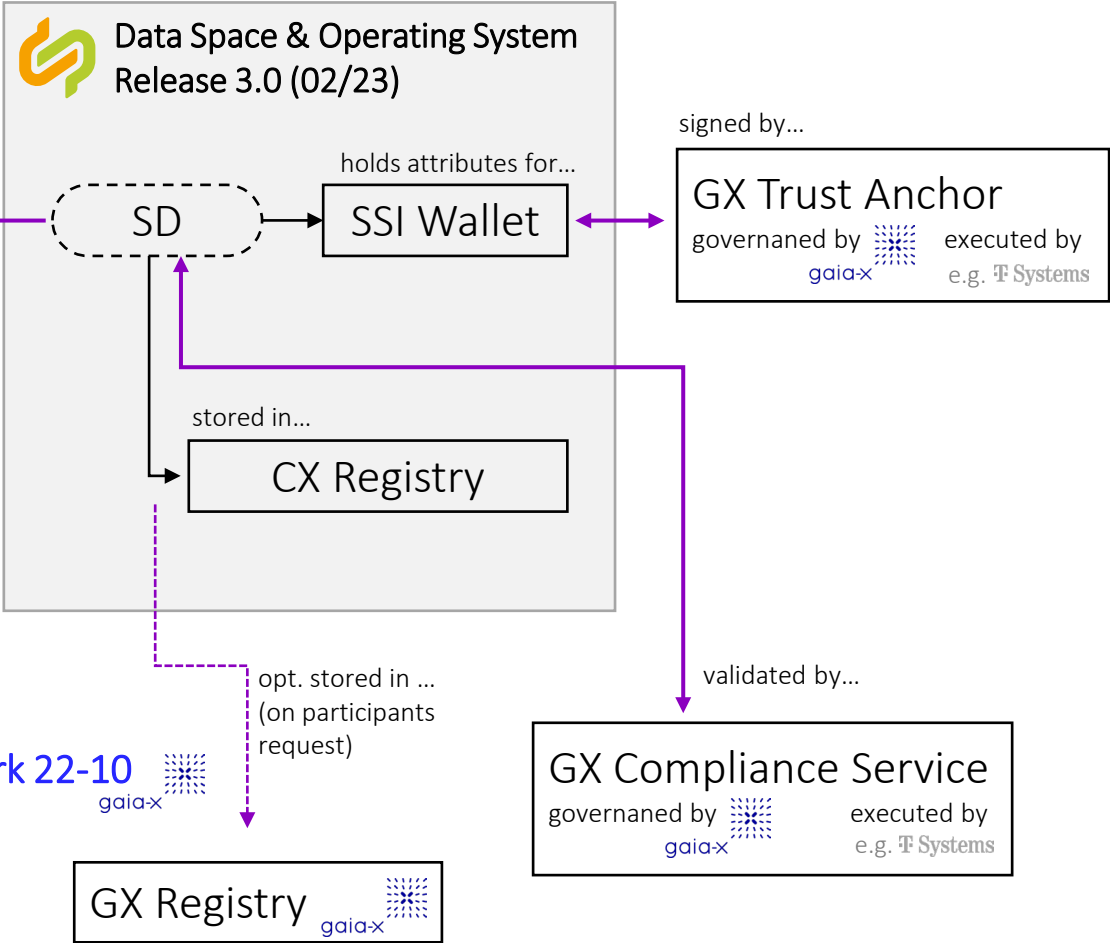 Data Space & Operating System
Release 3.0 (02/23)
signed by...
holds attributes for...
SD
SSI Wallet
GX Trust Anchor
governaned by
gaia-x
executed by
e.g. T Systems
stored in...
CX Registry
opt. stored in ...
(on participants
request)
validated by...
rk 22-10
gaia-x
GX Compliance Service
governaned by
gaia-x
executed by
e.g. T Systems
GX Registry
gaia-x